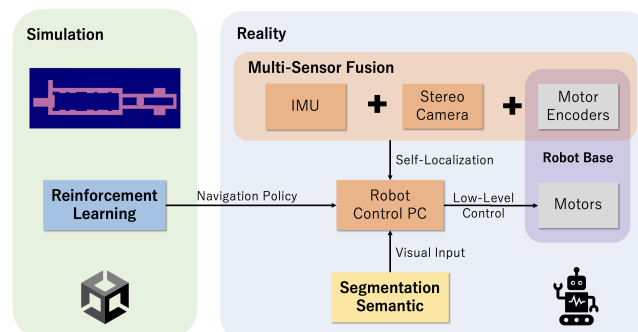 Simulation
Reality
Multi-Sensor Fusion
IMU
Stereo
Camera
Motor
Encoders
Self-Localization
Robot Base
Reinforcement
Learning
Navigation Policy
Robot
Control PC
Low-Level
Control
Motors
Visual Input
Segmentation
Semantic